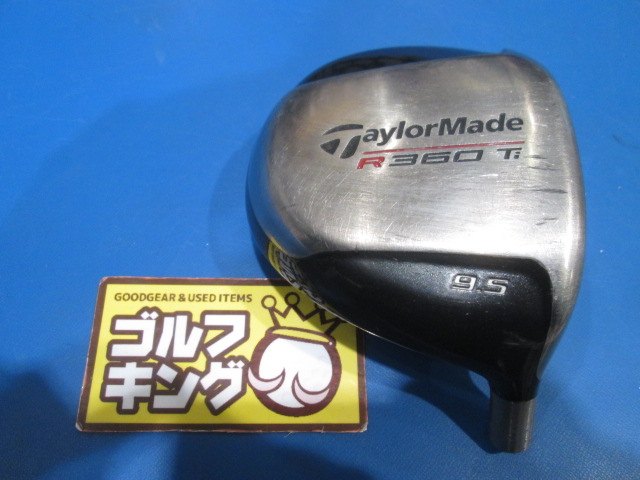 TaylorMade
R360 Ti
9.5
GOODGEAR & USED ITEMS
ゴルフ
キング